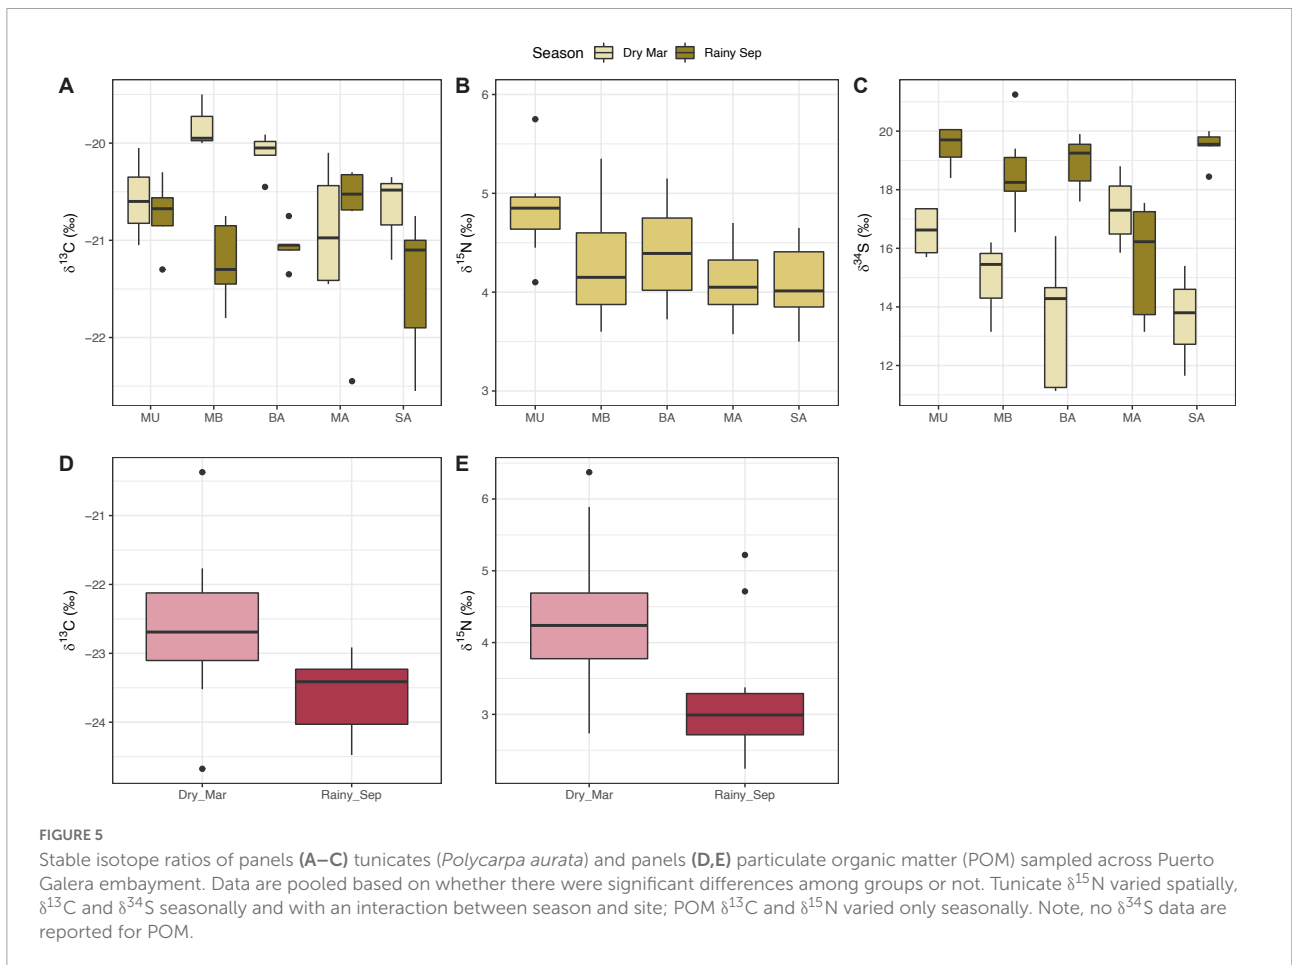 Season Dry Mar Rainy Sep
A
δ13C (‰)
−20
−21
−22
MU MB BA MA SA
B
δ15N (‰)
6
5
4
3
MU MB BA MA SA
C
δ34S (‰)
20
18
16
14
12
MU MB BA MA SA
D
δ13C (‰)
−21
−22
−23
−24
Dry_Mar Rainy_Sep
E
δ15N (‰)
6
5
4
3
Dry_Mar Rainy_Sep
FIGURE 5
Stable isotope ratios of panels (A–C) tunicates (Polycarpa aurata) and panels (D,E) particulate organic matter (POM) sampled across Puerto
Galera embayment. Data are pooled based on whether there were significant differences among groups or not. Tunicate δ15N varied spatially,
δ13C and δ34S seasonally and with an interaction between season and site; POM δ13C and δ15N varied only seasonally. Note, no δ34S data are
reported for POM.